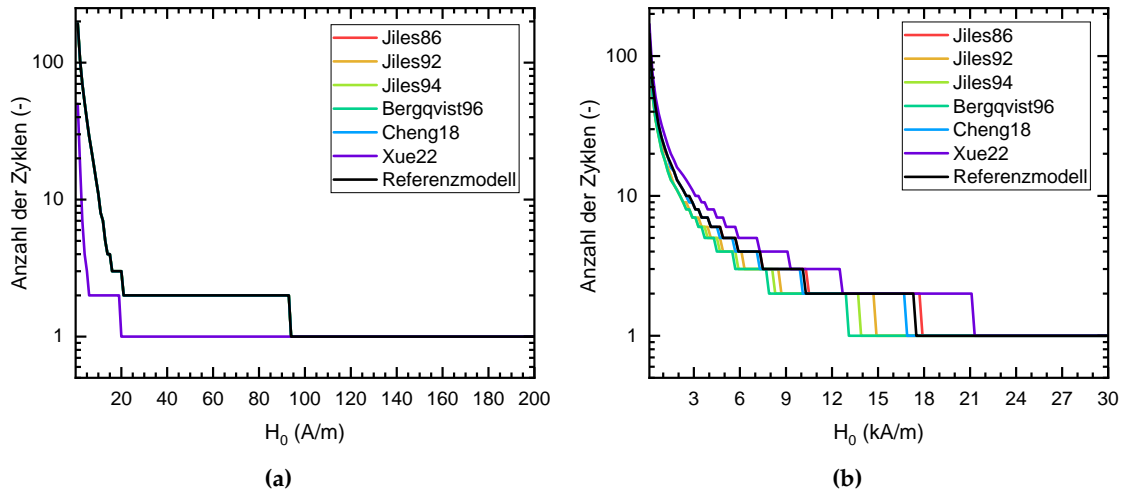 Anzahl der Zyklen (-)
100
10
1
20 40 60 80 100 120 140 160 180 200
H0 (A/m)
Jiles86
Jiles92
Jiles94
Bergqvist96
Cheng18
Xue22
Referenzmodell
(a)
Anzahl der Zyklen (-)
100
10
1
3 6 9 12 15 18 21 24 27 30
H0 (kA/m)
Jiles86
Jiles92
Jiles94
Bergqvist96
Cheng18
Xue22
Referenzmodell
(b)